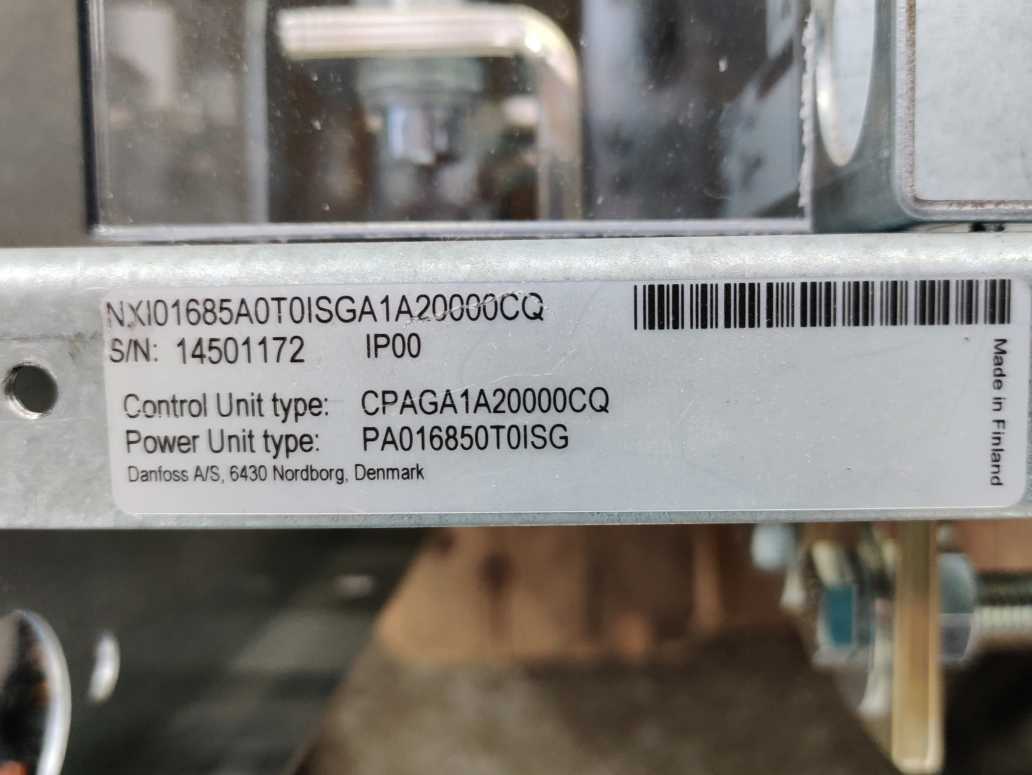 NXI01685A0T0ISGA1A20000CQ
S/N: 14501172 IP00
Control Unit type: CPAGA1A20000CQ
Power Unit type: PA016850T0ISG
Danfoss A/S, 6430 Nordborg, Denmark
Made in Finland